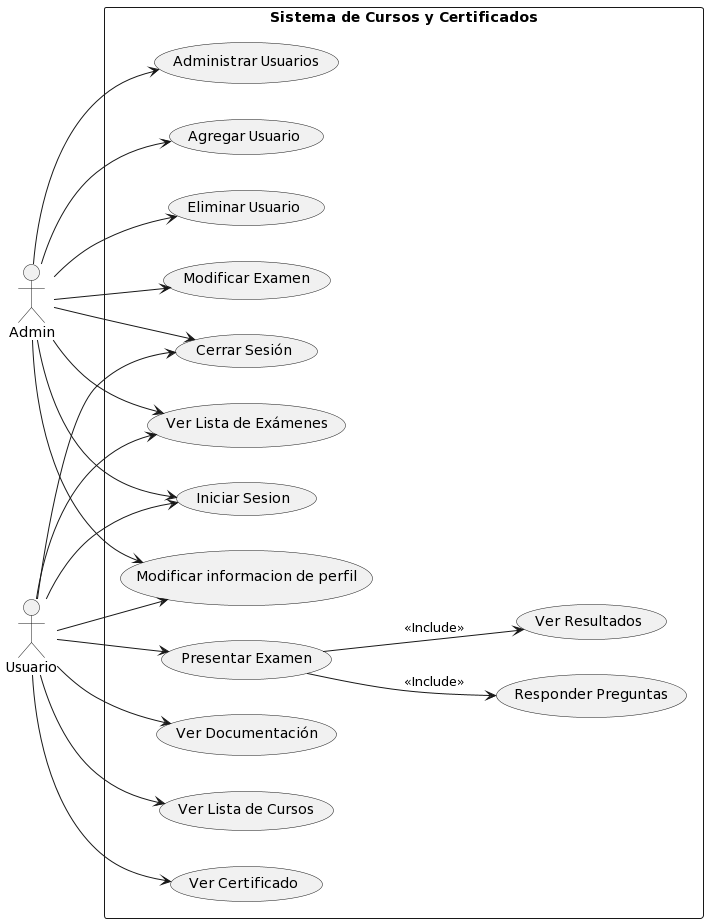 Sistema de Cursos y Certificados
Administrar Usuarios
Agregar Usuario
Eliminar Usuario
Modificar Examen
Admin
Cerrar Sesión
Ver Lista de Exámenes
Iniciar Sesion
Modificar informacion de perfil
Usuario
Presentar Examen
«Include»
Ver Resultados
«Include»
Responder Preguntas
Ver Documentación
Ver Lista de Cursos
Ver Certificado